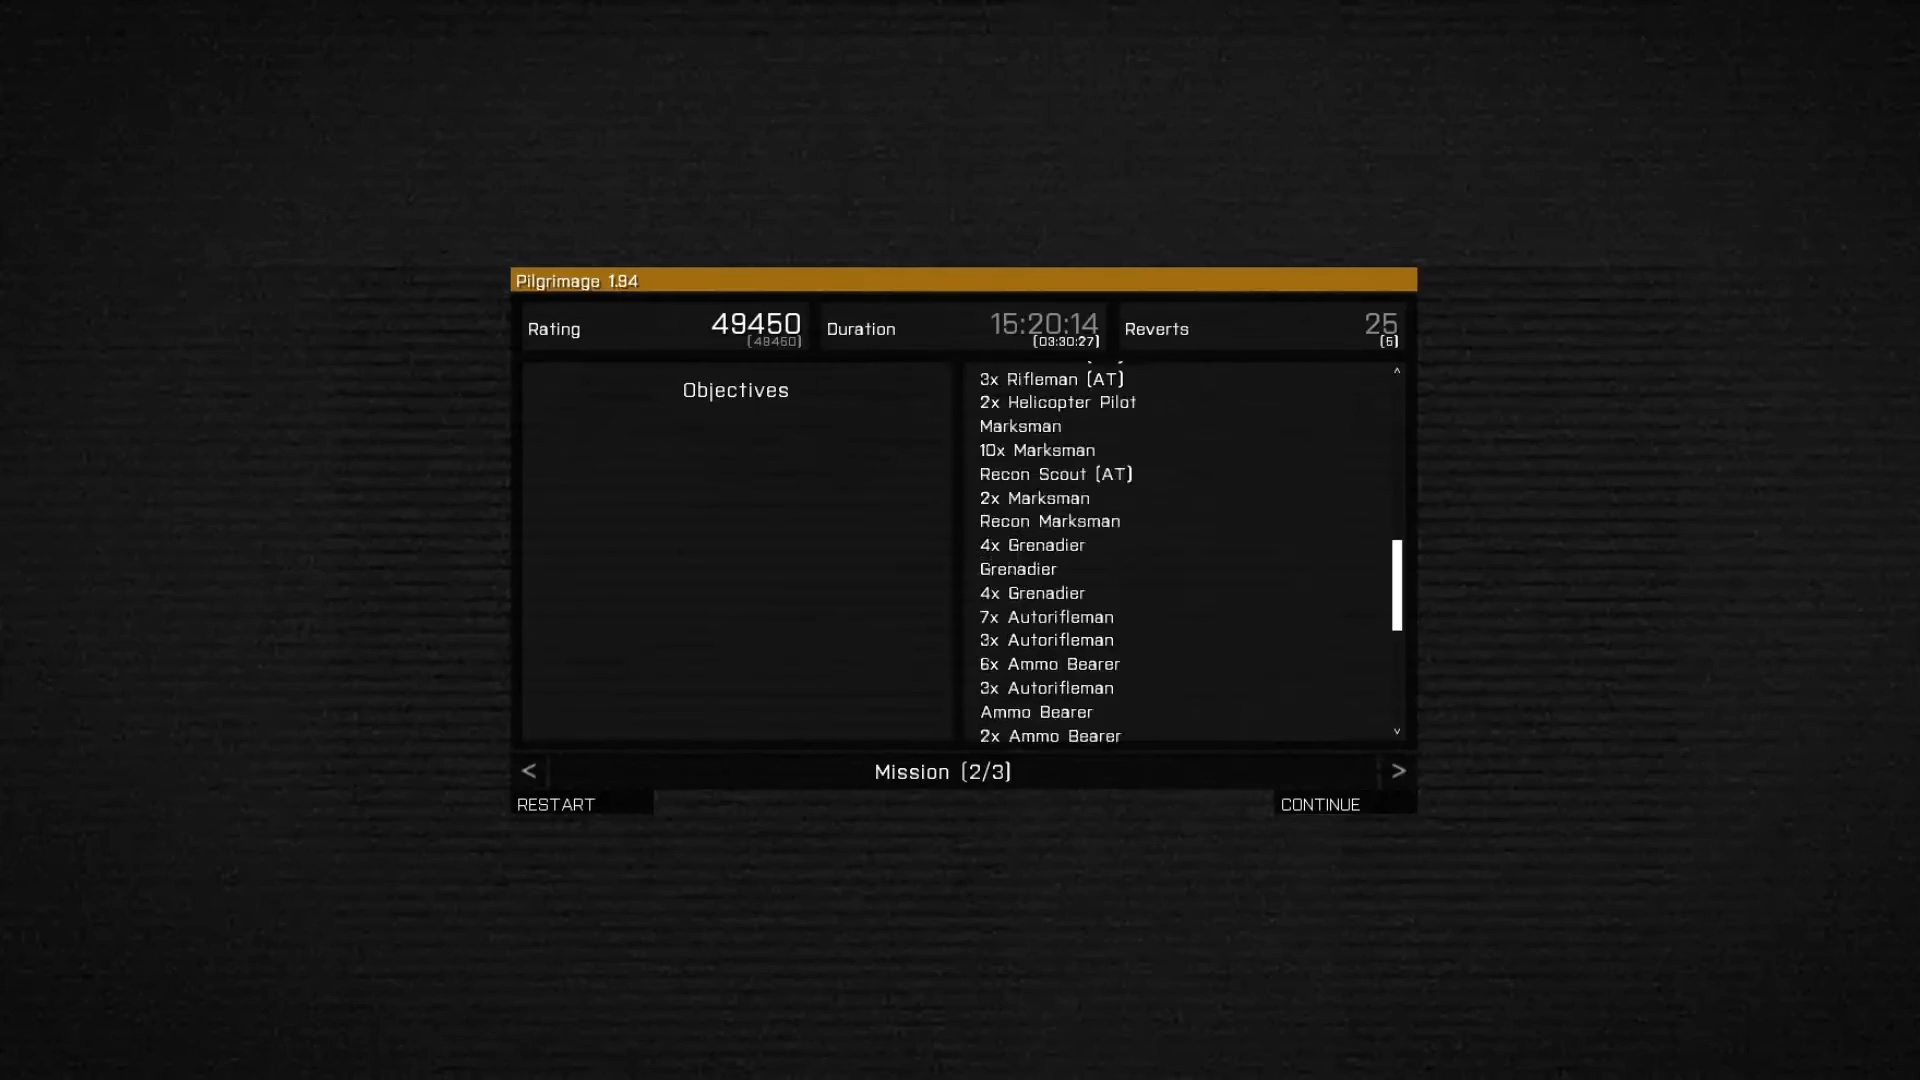 Pilgrimage 1.94
Rating 49450 Duration 15:20:14 Reverts 25
(49450) (03:30:27) (5)
Objectives
3x Rifleman (AT)
2x Helicopter Pilot
Marksman
10x Marksman
Recon Scout (AT)
2x Marksman
Recon Marksman
4x Grenadier
Grenadier
4x Grenadier
7x Autorifleman
3x Autorifleman
6x Ammo Bearer
3x Autorifleman
Ammo Bearer
2x Ammo Bearer
< Mission (2/3) >
RESTART CONTINUE